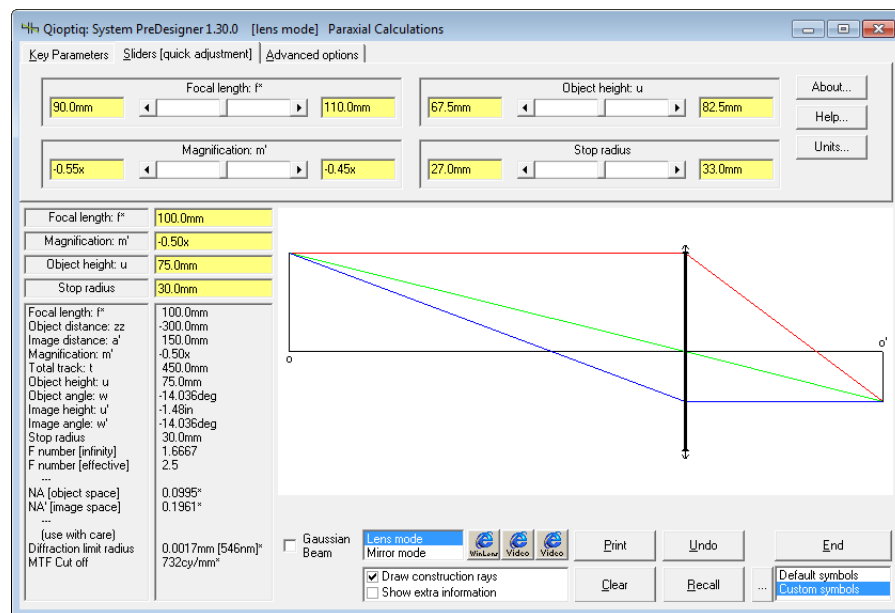 Qioptiq: System PreDesigner 1.30.0 [lens mode] Paraxial Calculations
Key Parameters Sliders [quick adjustment] Advanced options
Focal length: f* Object height: u About...
90.0mm 110.0mm 67.5mm 82.5mm
Help...
Magnification: m' Stop radius Units...
-0.55x -0.45x 27.0mm 33.0mm
Focal length: f* 100.0mm
Magnification: m' -0.50x
Object height: u 75.0mm
Stop radius 30.0mm
Focal length: f* 100.0mm
Object distance: zz -300.0mm
Image distance: a' 150.0mm
Magnification: m' -0.50x
Total track: t 450.0mm
Object height: u 75.0mm
Object angle: w -14.036deg
Image height: u' -1.48in
Image angle: w' -14.036deg
Stop radius 30.0mm
F number [infinity] 1.6667
F number [effective] 2.5
---
NA [object space] 0.0995*
NA' [image space] 0.1961*
---
(use with care)
Diffraction limit radius 0.0017mm [546nm]*
MTF Cut off 732cy/mm*
o
o'
Gaussian Beam
Lens mode
Mirror mode
WinLens Video Video
Print Undo End
Draw construction rays
Show extra information
Clear Recall ...
Default symbols
Custom symbols